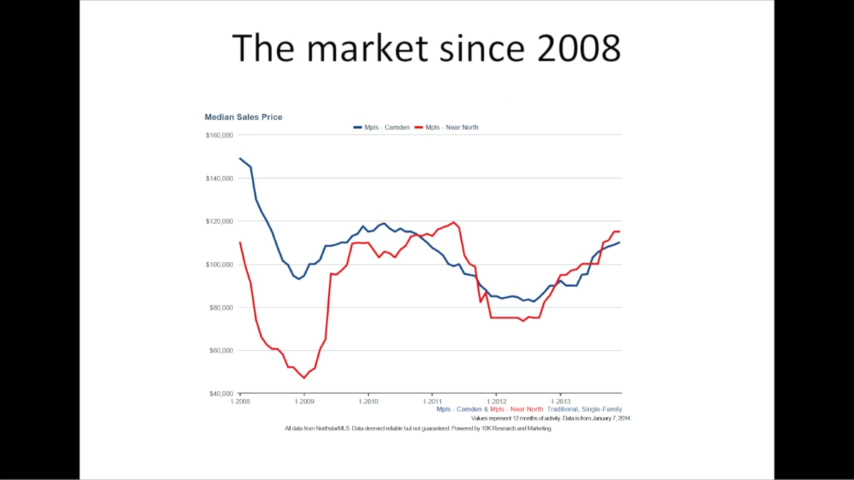 The market since 2008
Median Sales Price
Mpls - Camden Mpls - Near North
$160,000
$140,000
$120,000
$100,000
$80,000
$60,000
$40,000
1-2008 1-2009 1-2010 1-2011 1-2012 1-2013
Mpls - Camden & Mpls - Near North: Traditional, Single-Family
Values represent 12 months of activity. Data is from January 7, 2014.
All data from NorthstarMLS. Data deemed reliable but not guaranteed. Powered by 10K Research and Marketing.